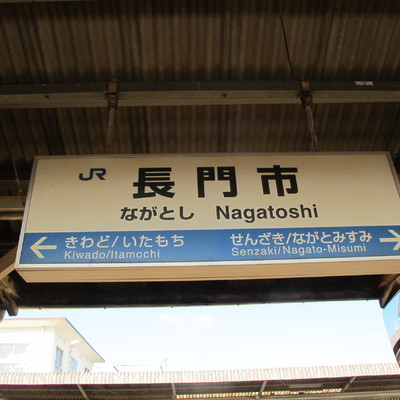 JR 長門市
ながとし Nagatoshi
← きわど/いたもち せんざき/ながとみすみ →
Kiwado/Itamochi Senzaki/Nagato-Misumi